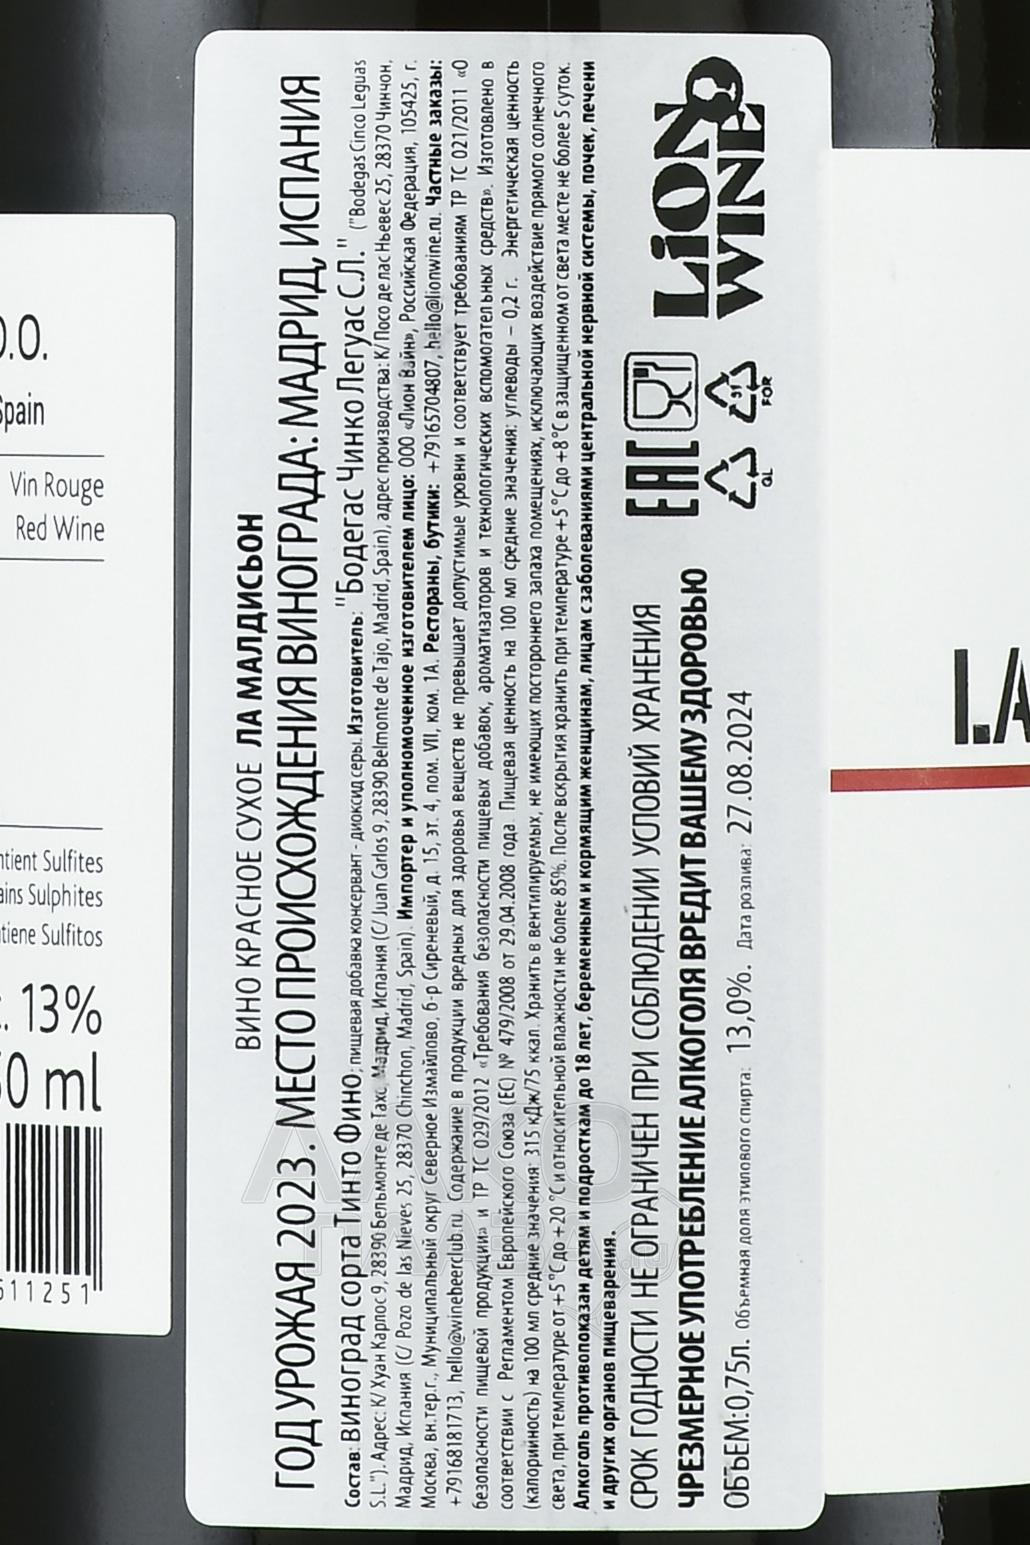 ВИНО КРАСНОЕ СУХОЕ ЛА МАЛДИСЬОН
ГОД УРОЖАЯ 2023. МЕСТО ПРОИСХОЖДЕНИЯ ВИНОГРАДА: МАДРИД, ИСПАНИЯ
Состав: Виноград сорта Тинто Фино; пищевая добавка консервант - диоксид серы. Изготовитель: "Бодегас Чинко Легуас С.Л." ("Bodegas Cinco Leguas
S.L."). Адрес: К/ Хуан Карлос 9, 28390 Бельмонте де Тахо, Мадрид, Испания (C/ Juan Carlos 9, 28390 Belmonte de Tajo, Madrid, Spain), адрес производства: К/ Посо де лас Ньевес 25, 28370 Чинчон,
Мадрид, Испания (C/ Pozo de las Nieves 25, 28370 Chinchon, Madrid, Spain). Импортер и уполномоченное изготовителем лицо: ООО «Лион Вайн», Российская Федерация, 105425, г.
Москва, вн.тер.г., Муниципальный округ Северное Измайлово, б-р Сиреневый, д. 15, эт. 4, пом. VII, ком. 1А. Рестораны, бутики: +79165704807, hello@lionwine.ru. Частные заказы:
+79168181713, hello@winebeerclub.ru. Содержание в продукции вредных для здоровья веществ не превышает допустимые уровни и соответствует требованиям ТР ТС 021/2011 «О
безопасности пищевой продукции» и ТР ТС 029/2012 «Требования безопасности пищевых добавок, ароматизаторов и технологических вспомогательных средств». Изготовлено в
соответствии с Регламентом Европейского Союза (ЕС) № 479/2008 от 29.04.2008 года. Пищевая ценность на 100 мл средние значения: углеводы – 0,2 г. Энергетическая ценность
(калорийность) на 100 мл средние значения: 315 кДж/75 ккал. Хранить в вентилируемых, не имеющих постороннего запаха помещениях, исключающих воздействие прямого солнечного
света, при температуре от +5 °С до +20 °С и относительной влажности не более 85%. После вскрытия хранить при температуре +5 °С до +8 °С в защищенном от света месте не более 5 суток.
Алкоголь противопоказан детям и подросткам до 18 лет, беременным и кормящим женщинам, лицам с заболеваниями центральной нервной системы, почек, печени
и других органов пищеварения.
СРОК ГОДНОСТИ НЕ ОГРАНИЧЕН ПРИ СОБЛЮДЕНИИ УСЛОВИЙ ХРАНЕНИЯ
ЧРЕЗМЕРНОЕ УПОТРЕБЛЕНИЕ АЛКОГОЛЯ ВРЕДИТ ВАШЕМУ ЗДОРОВЬЮ
ОБЪЕМ:0,75л. Объемная доля этилового спирта: 13,0%. Дата розлива: 27.08.2024
EAC
GL
91
FOR
LiON
WINE
D.O.
Spain
Vin Rouge
Red Wine
Sulfites
Sulphites
Sulfitos
13%
ml
11251
LA
АЛКО